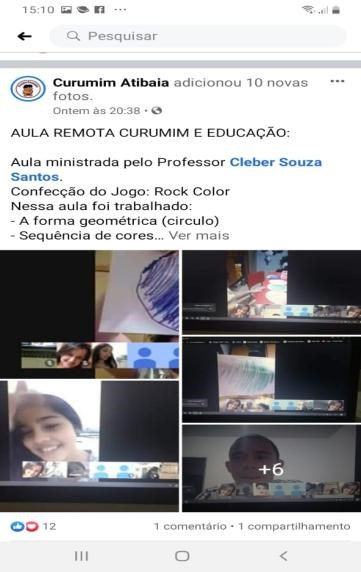 15:10
Pesquisar
Curumim Atibaia adicionou 10 novas
fotos.
Ontem às 20:38
AULA REMOTA CURUMIM E EDUCAÇÃO:
Aula ministrada pelo Professor Cleber Souza
Santos.
Confecção do Jogo: Rock Color
Nessa aula foi trabalhado:
- A forma geométrica (circulo)
- Sequência de cores... Ver mais
+6
12
1 comentário • 1 compartilhamento